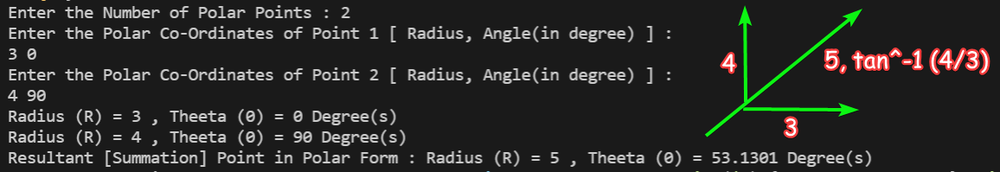 Enter the Number of Polar Points : 2
Enter the Polar Co-Ordinates of Point 1 [ Radius, Angle(in degree) ] :
3 0
Enter the Polar Co-Ordinates of Point 2 [ Radius, Angle(in degree) ] :
4 90
Radius (R) = 3 , Theeta (0) = 0 Degree(s)
Radius (R) = 4 , Theeta (0) = 90 Degree(s)
Resultant [Summation] Point in Polar Form : Radius (R) = 5 , Theeta (0) = 53.1301 Degree(s)
4
5, tan^-1 (4/3)
3